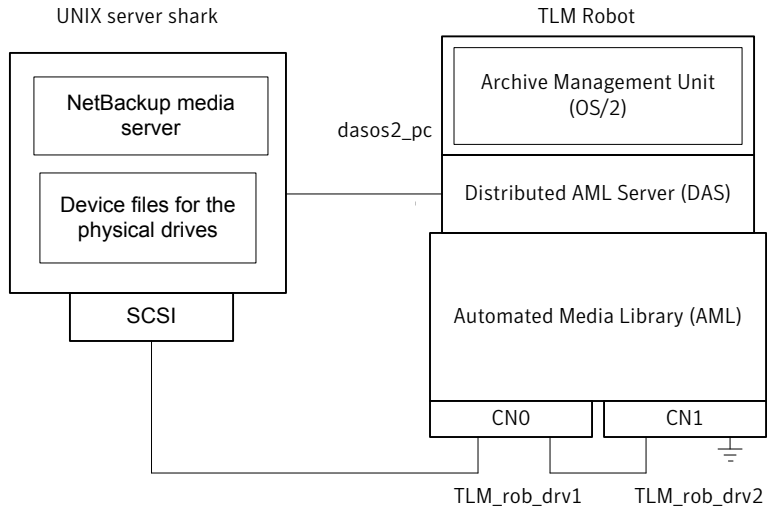 UNIX server shark
TLM Robot
NetBackup media
server
Device files for the
physical drives
SCSI
dasos2_pc
Archive Management Unit
(OS/2)
Distributed AML Server (DAS)
Automated Media Library (AML)
CN0
CN1
TLM_rob_drv1
TLM_rob_drv2